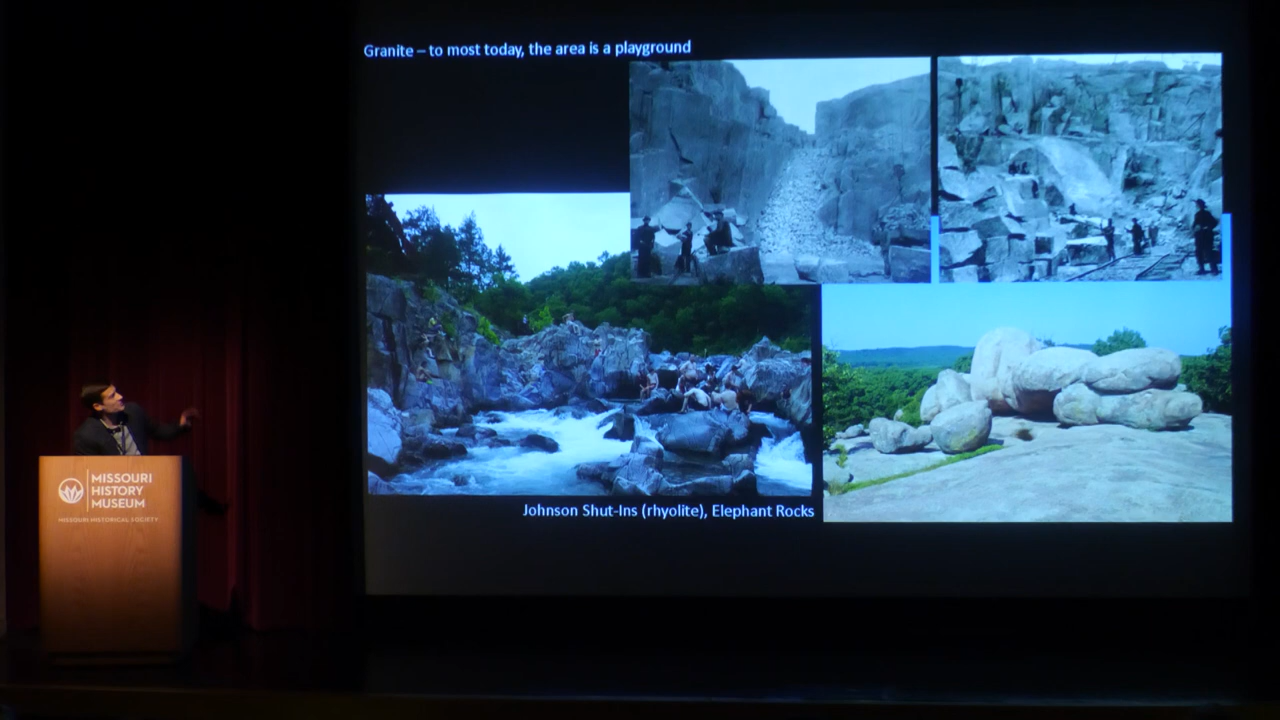 Granite – to most today, the area is a playground
Johnson Shut-Ins (rhyolite), Elephant Rocks
MISSOURI
HISTORY
MUSEUM
MISSOURI HISTORICAL SOCIETY